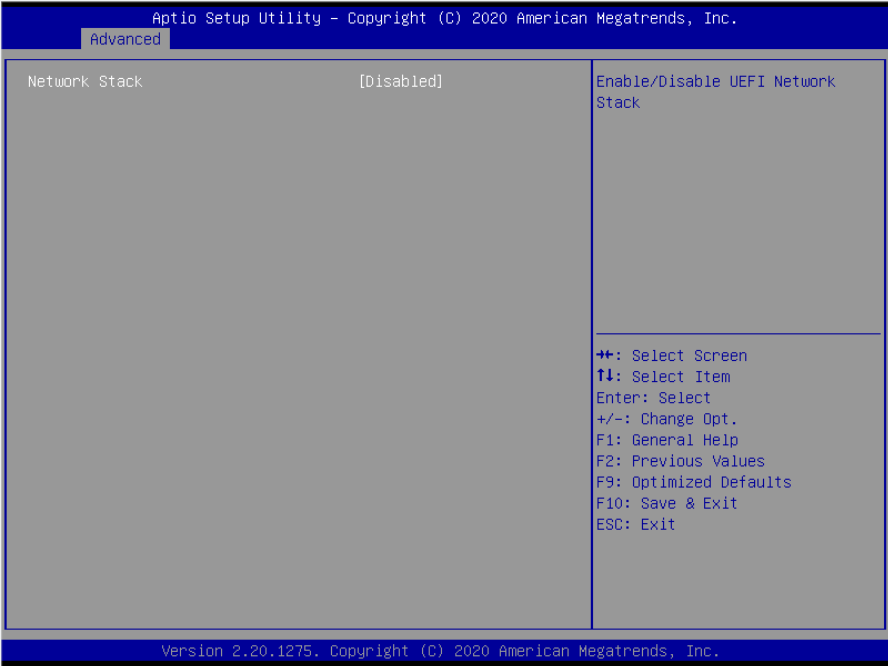 Aptio Setup Utility – Copyright (C) 2020 American Megatrends, Inc.
Advanced
Network Stack [Disabled]
Enable/Disable UEFI Network
Stack
→←: Select Screen
↑↓: Select Item
Enter: Select
+/-: Change Opt.
F1: General Help
F2: Previous Values
F9: Optimized Defaults
F10: Save & Exit
ESC: Exit
Version 2.20.1275. Copyright (C) 2020 American Megatrends, Inc.